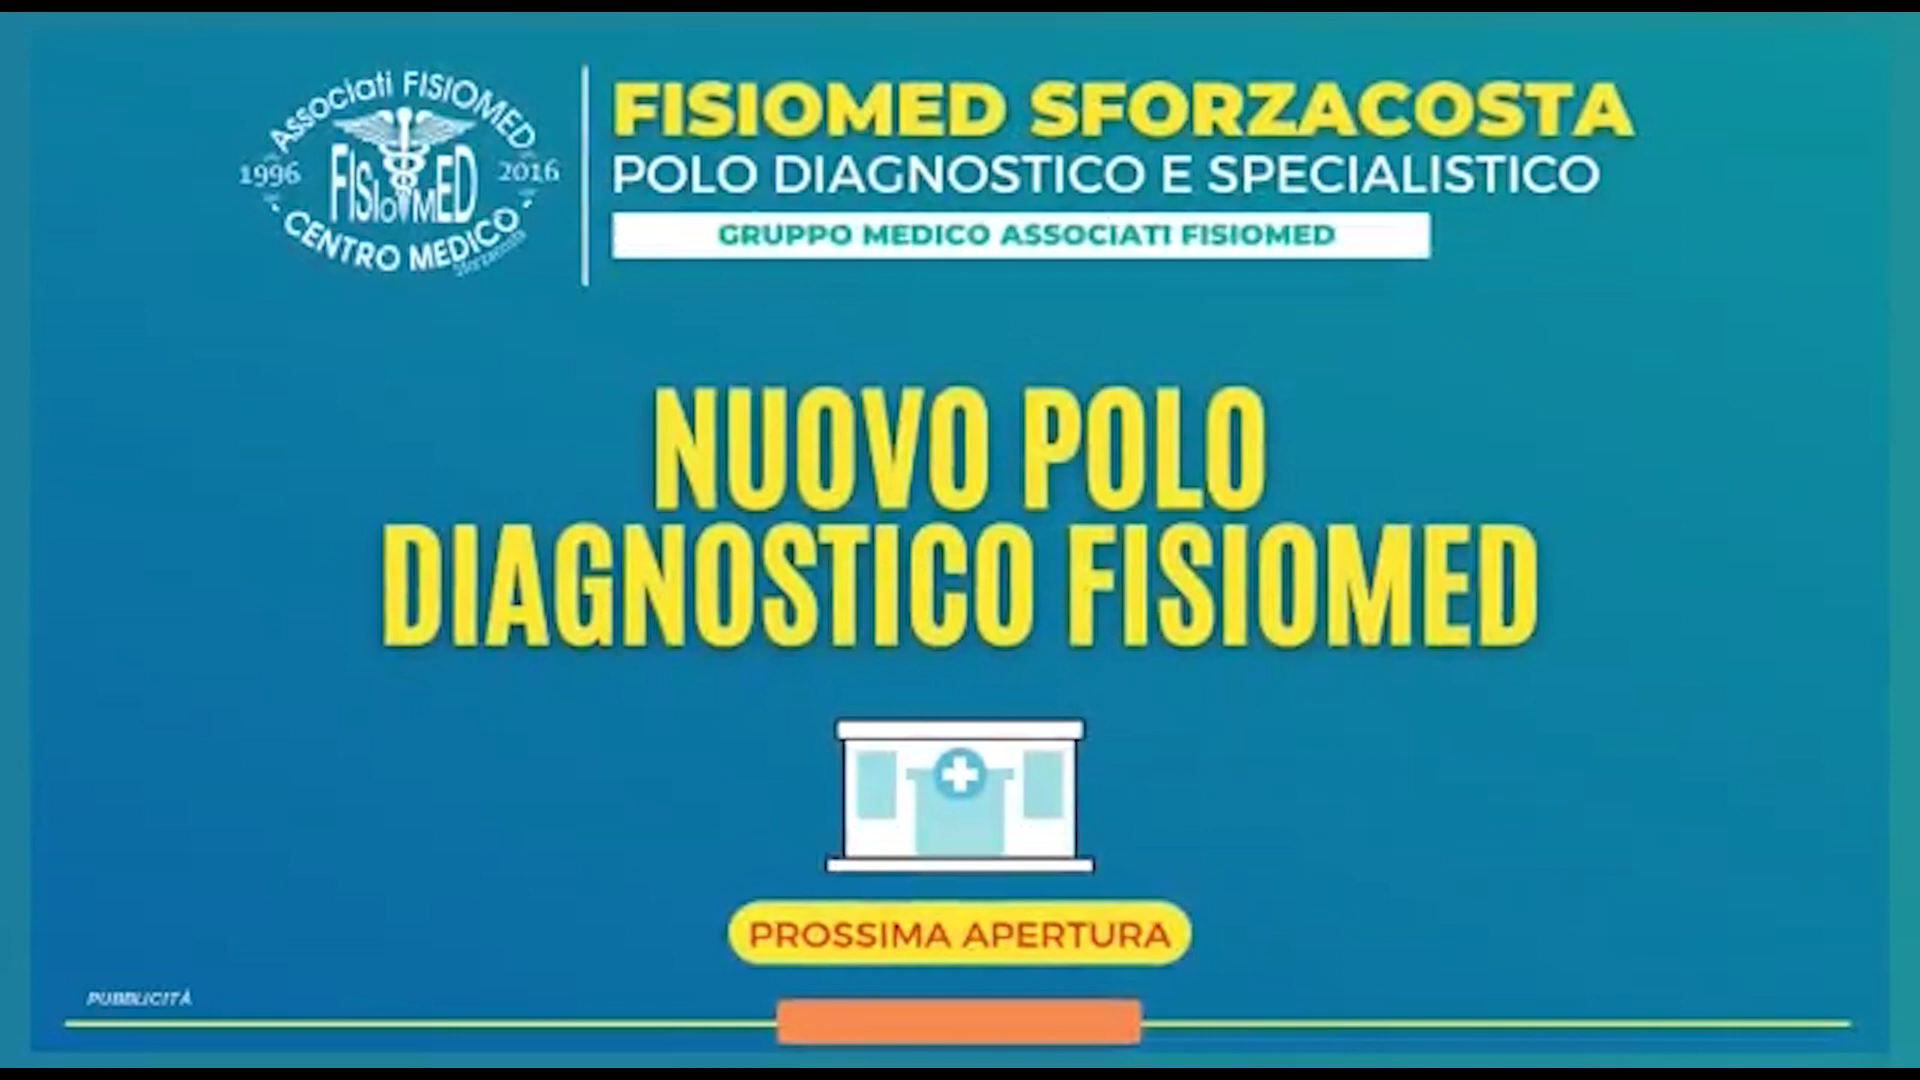 Associati FISIOMED
1996
FISIOMED
2016
CENTRO MEDICO
Sforzacosta
FISIOMED SFORZACOSTA
POLO DIAGNOSTICO E SPECIALISTICO
GRUPPO MEDICO ASSOCIATI FISIOMED
NUOVO POLO
DIAGNOSTICO FISIOMED
PROSSIMA APERTURA
PUBBLICITÀ